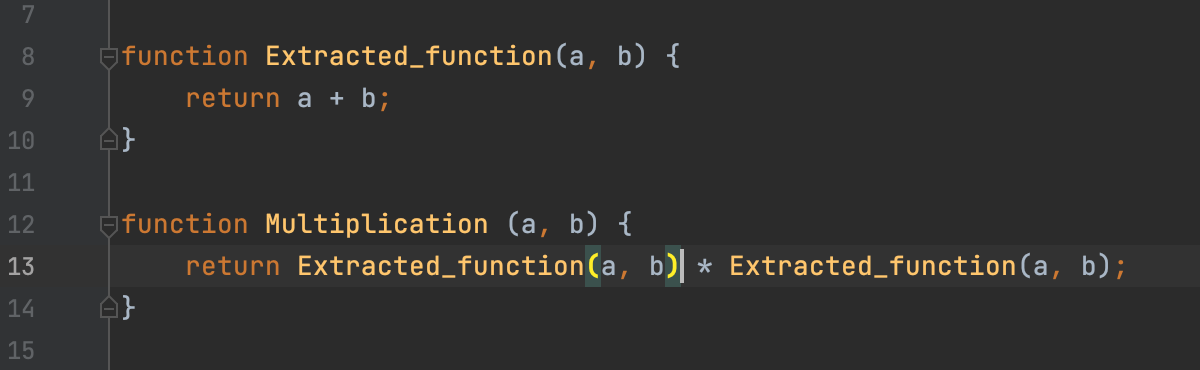 7
8 function Extracted_function(a, b) {
9 return a + b;
10 }
11
12 function Multiplication (a, b) {
13 return Extracted_function(a, b) * Extracted_function(a, b);
14 }
15